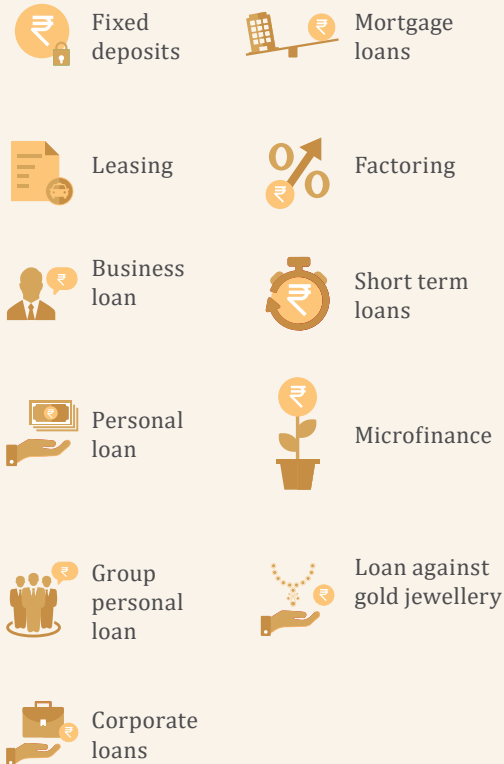 Fixed
deposits
Mortgage
loans
Leasing
Factoring
Business
loan
Short term
loans
Personal
loan
Microfinance
Group
personal
loan
Loan against
gold jewellery
Corporate
loans